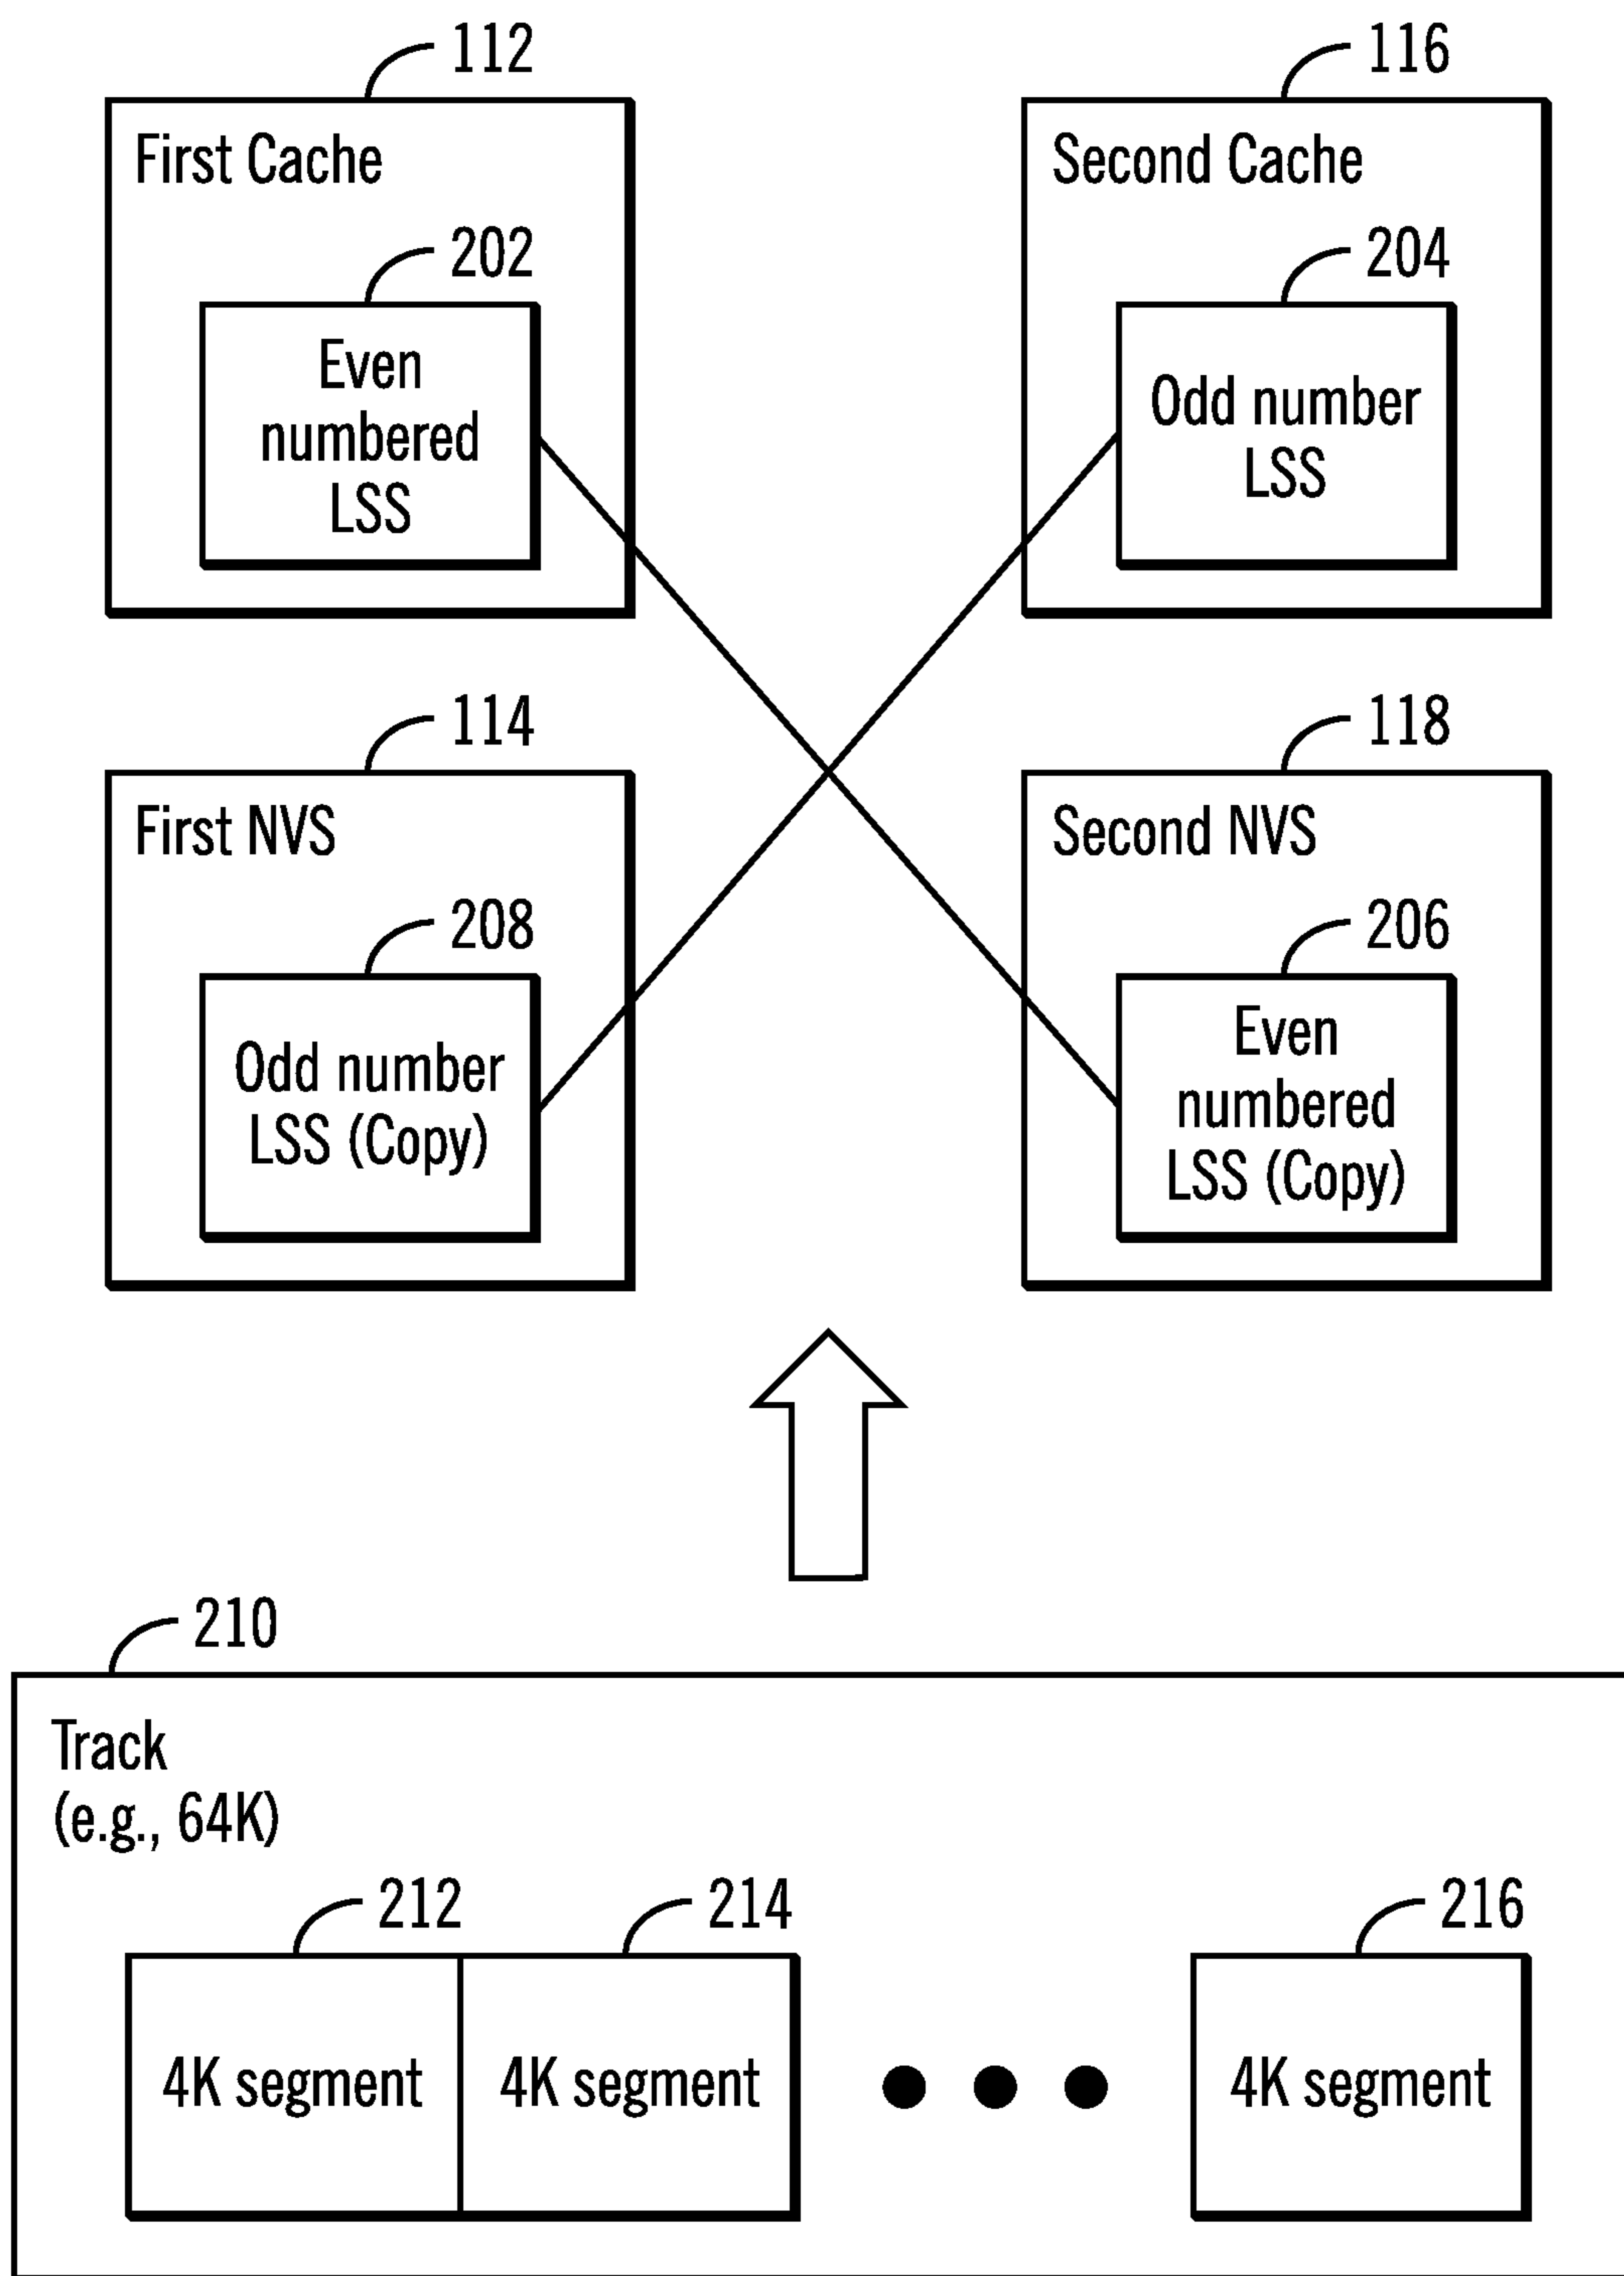 112
116
First Cache
Second Cache
202
204
Even
numbered
LSS
Odd number
LSS
114
118
First NVS
Second NVS
208
206
Odd number
LSS (Copy)
Even
numbered
LSS (Copy)
210
Track
(e.g., 64K)
212
214
216
4K segment
4K segment
4K segment